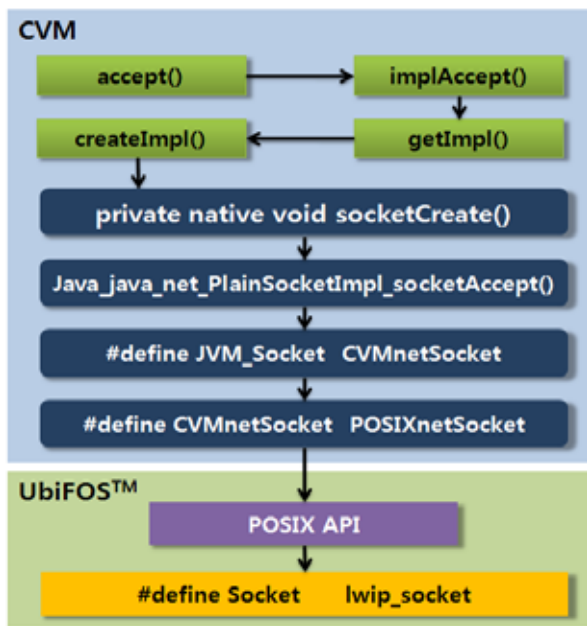 CVM
accept() implAccept()
createImpl() getImpl()
private native void socketCreate()
Java_java_net_PlainSocketImpl_socketAccept()
#define JVM_Socket CVMnetSocket
#define CVMnetSocket POSIXnetSocket
UbiFOS™
POSIX API
#define Socket lwip_socket